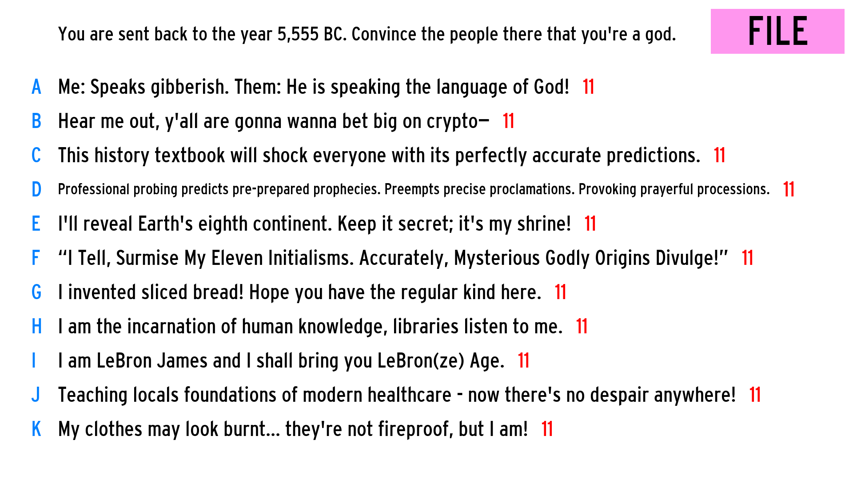 You are sent back to the year 5,555 BC. Convince the people there that you're a god.
FILE
A Me: Speaks gibberish. Them: He is speaking the language of God! 11
B Hear me out, y'all are gonna wanna bet big on crypto— 11
C This history textbook will shock everyone with its perfectly accurate predictions. 11
D Professional probing predicts pre-prepared prophecies. Preempts precise proclamations. Provoking prayerful processions. 11
E I'll reveal Earth's eighth continent. Keep it secret; it's my shrine! 11
F “I Tell, Surmise My Eleven Initialisms. Accurately, Mysterious Godly Origins Divulge!” 11
G I invented sliced bread! Hope you have the regular kind here. 11
H I am the incarnation of human knowledge, libraries listen to me. 11
I I am LeBron James and I shall bring you LeBron(ze) Age. 11
J Teaching locals foundations of modern healthcare - now there's no despair anywhere! 11
K My clothes may look burnt... they're not fireproof, but I am! 11